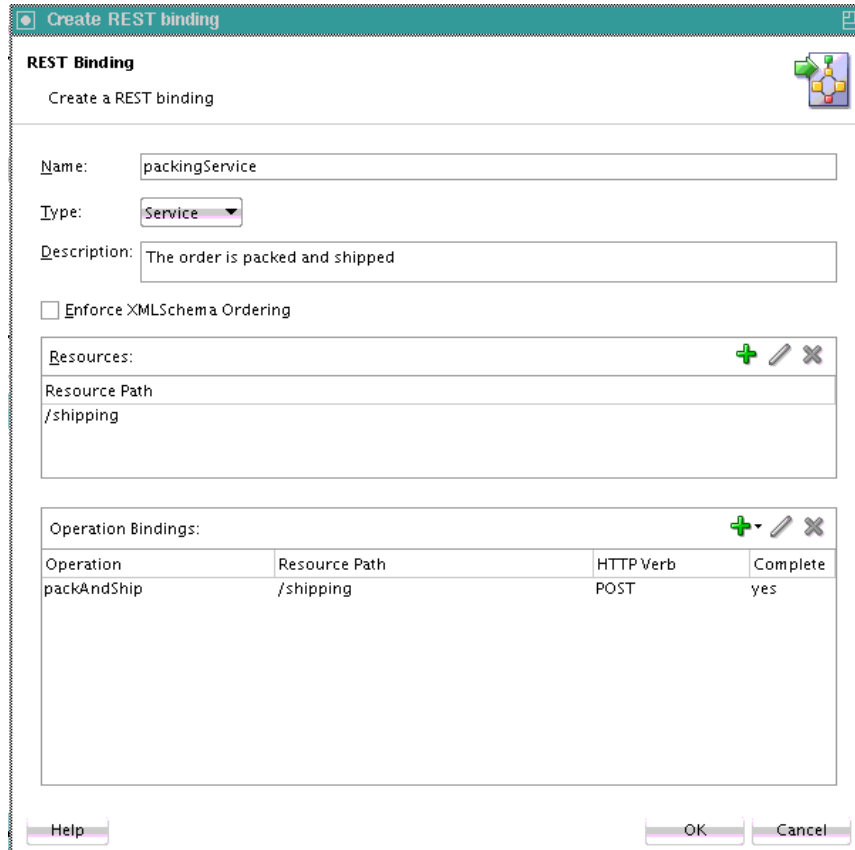 Create REST binding
REST Binding
Create a REST binding
Name: packingService
Type: Service
Description: The order is packed and shipped
Enforce XMLSchema Ordering
Resources:
Resource Path
/shipping
Operation Bindings:
Operation Resource Path HTTP Verb Complete
packAndShip /shipping POST yes
Help OK Cancel